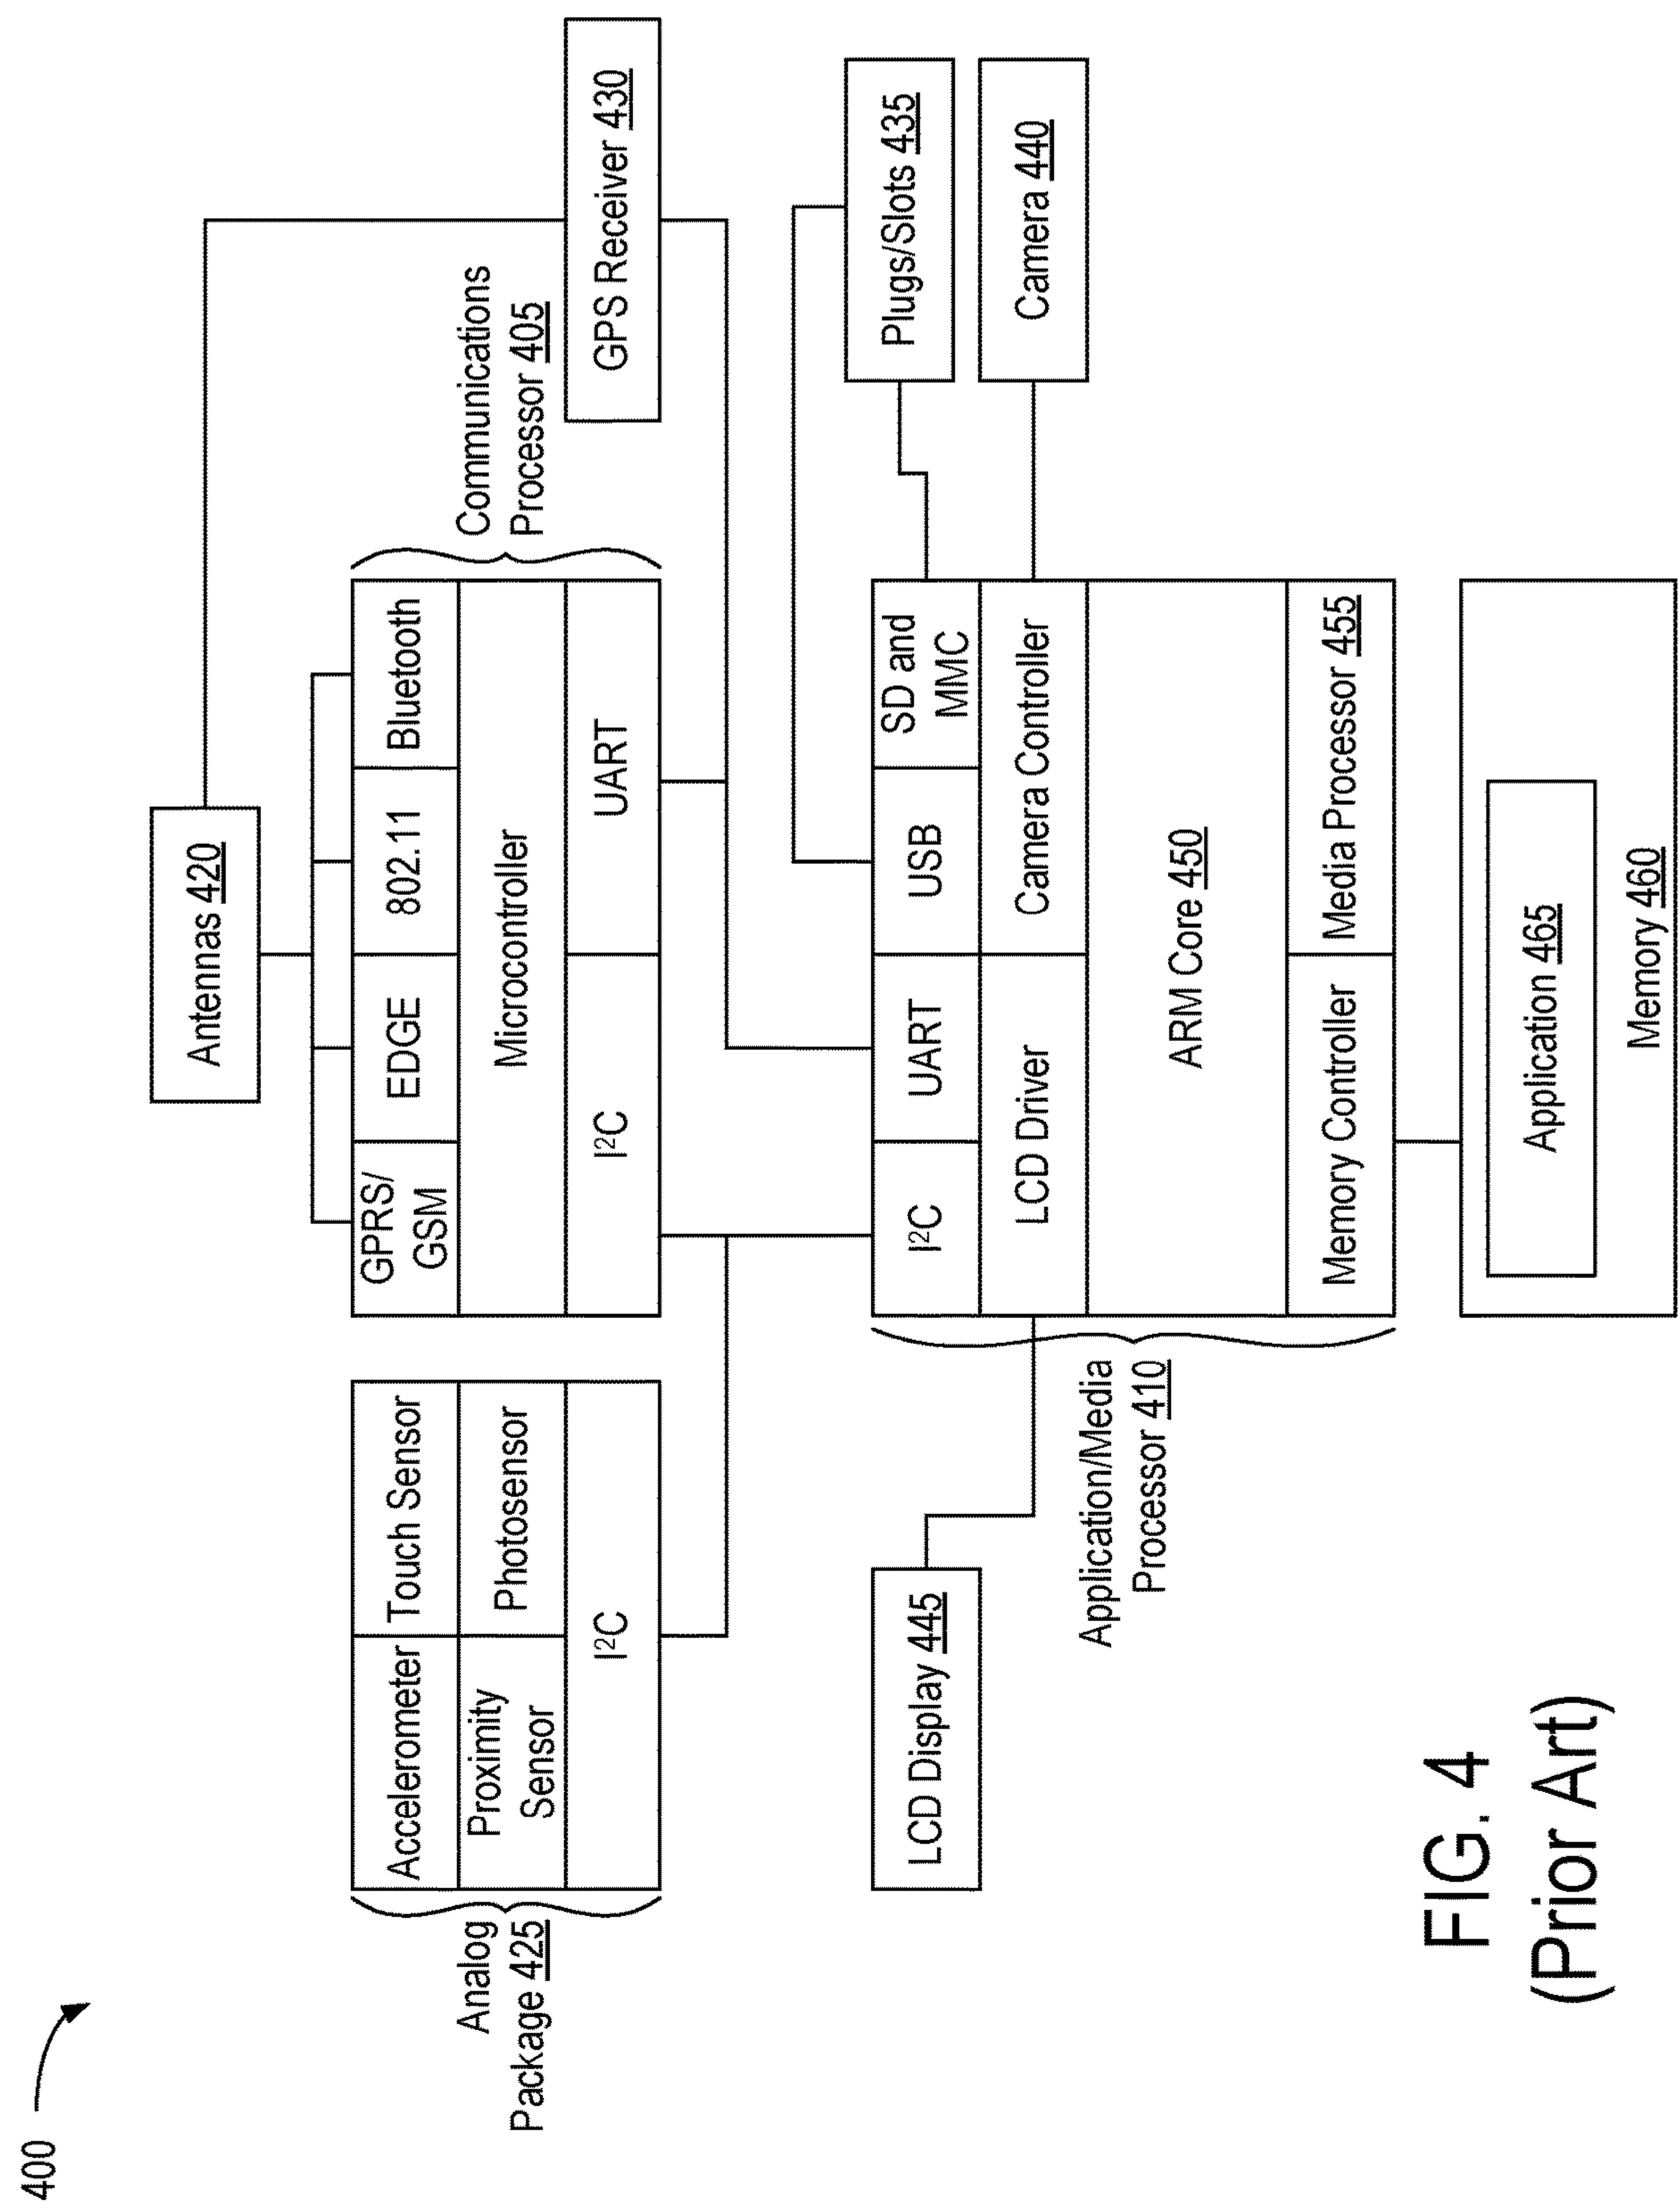 400
Antennas 420
Analog
Package 425
Accelerometer
Touch Sensor
Proximity
Sensor
Photosensor
I²C
GPRS/
GSM
EDGE
802.11
Bluetooth
Microcontroller
I²C
UART
Communications
Processor 405
GPS Receiver 430
LCD Display 445
Application/Media
Processor 410
I²C
UART
USB
SD and
MMC
LCD Driver
Camera Controller
ARM Core 450
Memory Controller
Media Processor 455
Plugs/Slots 435
Camera 440
Application 465
Memory 460
FIG. 4
(Prior Art)